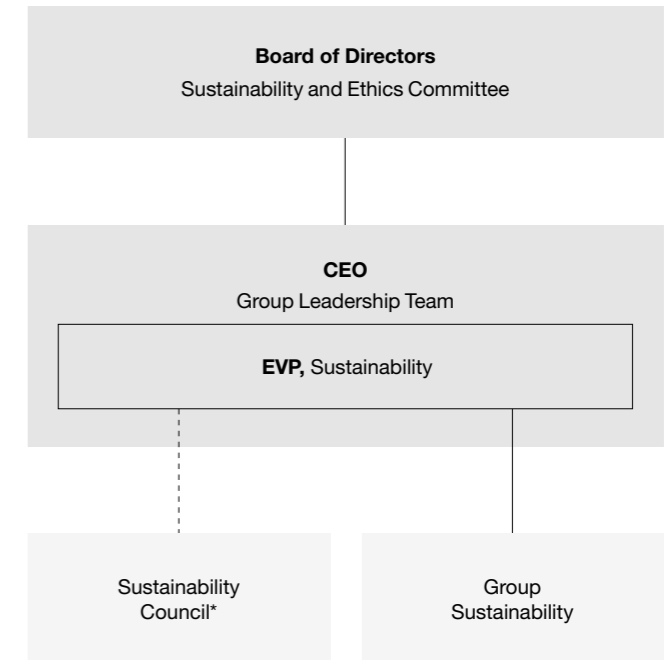 Board of Directors
Sustainability and Ethics Committee
CEO
Group Leadership Team
EVP, Sustainability
Sustainability
Council*
Group
Sustainability